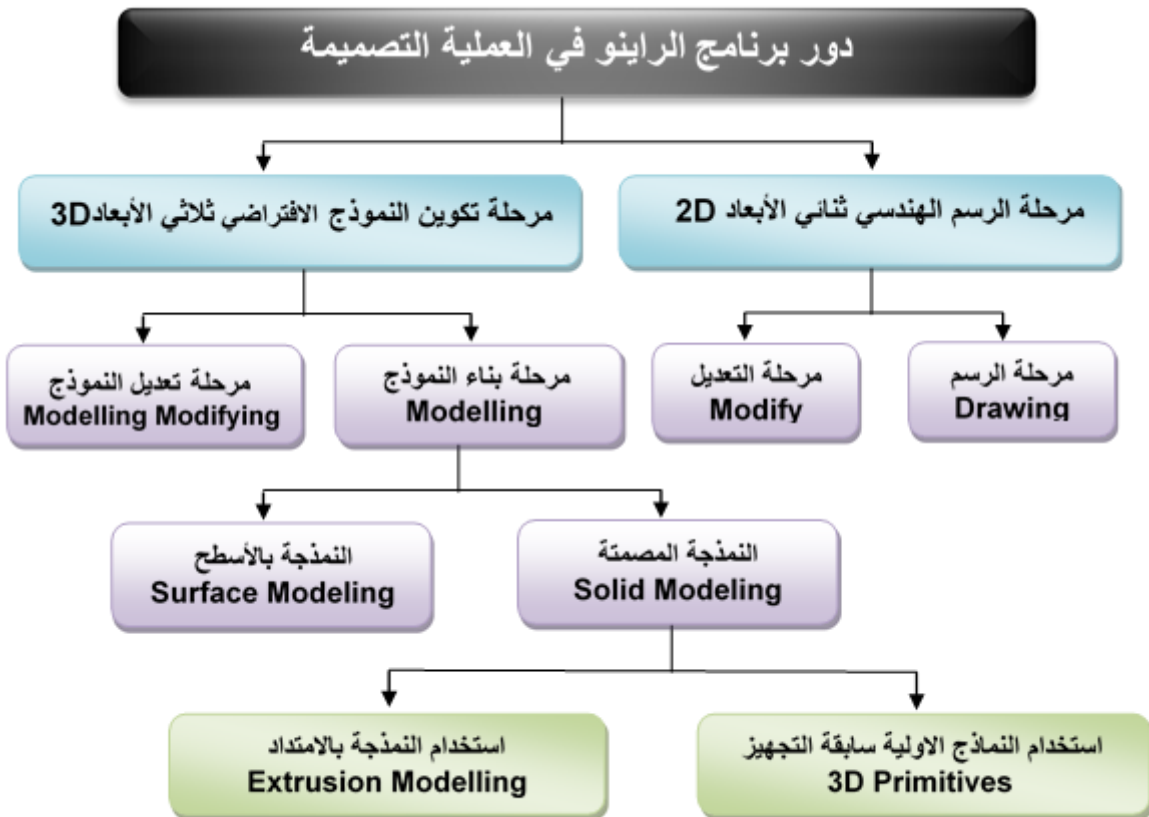 دور برنامج الراينو في العملية التصميمة
مرحلة الرسم الهندسي ثنائي الأبعاد 2D
مرحلة تكوين النموذج الافتراضي ثلاثي الأبعاد3D
مرحلة الرسم
Drawing
مرحلة التعديل
Modify
مرحلة بناء النموذج
Modelling
مرحلة تعديل النموذج
Modelling Modifying
النمذجة المصمتة
Solid Modeling
النمذجة بالأسطح
Surface Modeling
استخدام النماذج الاولية سابقة التجهيز
3D Primitives
استخدام النمذجة بالامتداد
Extrusion Modelling